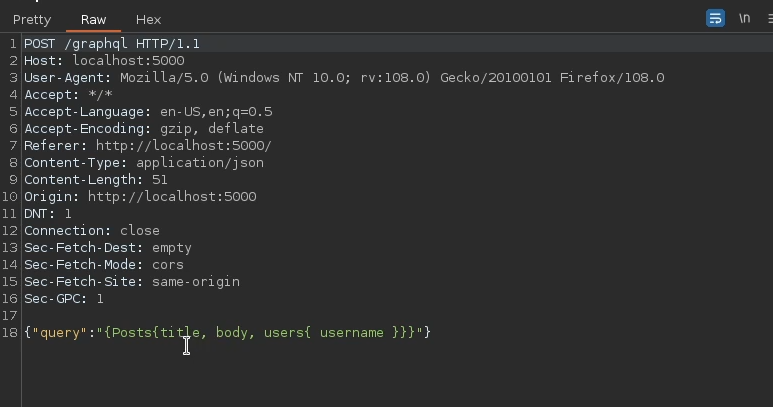 Pretty Raw Hex \n
1 POST /graphql HTTP/1.1
2 Host: localhost:5000
3 User-Agent: Mozilla/5.0 (Windows NT 10.0; rv:108.0) Gecko/20100101 Firefox/108.0
4 Accept: */*
5 Accept-Language: en-US,en;q=0.5
6 Accept-Encoding: gzip, deflate
7 Referer: http://localhost:5000/
8 Content-Type: application/json
9 Content-Length: 51
10 Origin: http://localhost:5000
11 DNT: 1
12 Connection: close
13 Sec-Fetch-Dest: empty
14 Sec-Fetch-Mode: cors
15 Sec-Fetch-Site: same-origin
16 Sec-GPC: 1
17
18 {"query":"{Posts{title, body, users{ username }}}"}